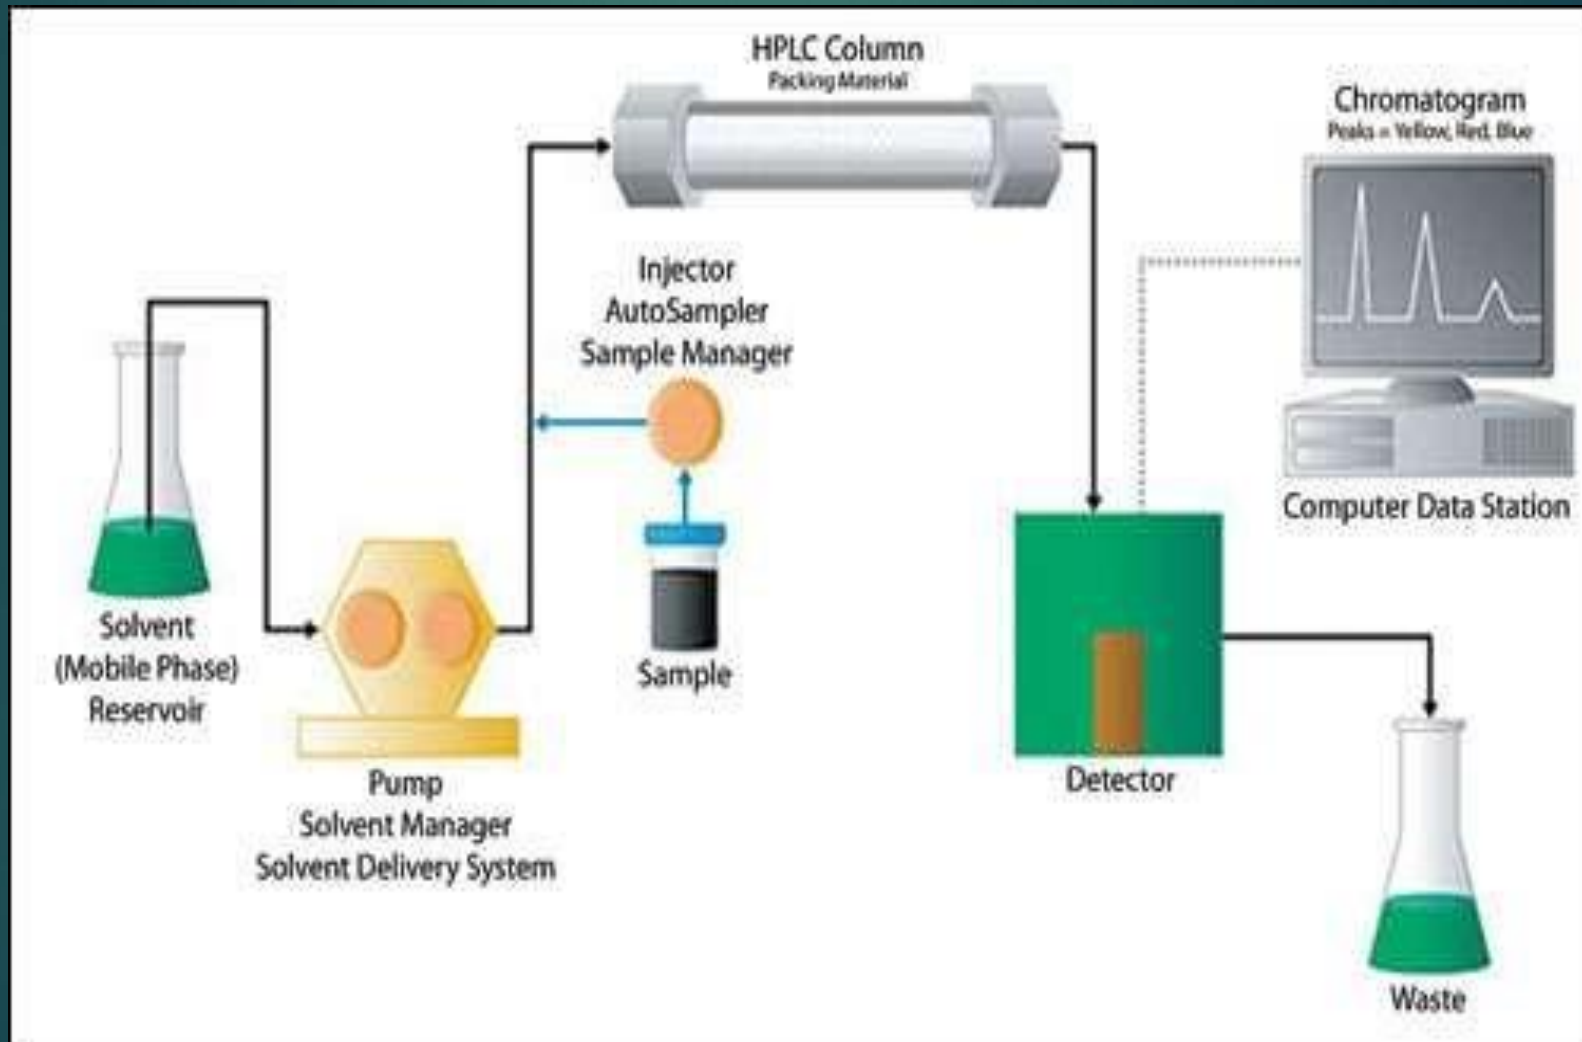 HPLC Column
Packing Material
Chromatogram
Peaks = Yellow, Red, Blue
Injector
AutoSampler
Sample Manager
Computer Data Station
Solvent
(Mobile Phase)
Reservoir
Sample
Pump
Solvent Manager
Solvent Delivery System
Detector
Waste